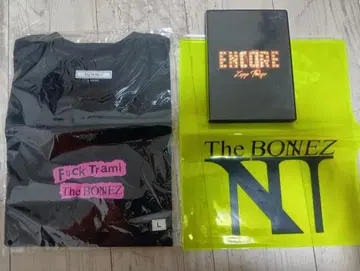 Fuck Trami
The BONEZ
L
ENCORE
Zepp Tokyo
The BONEZ